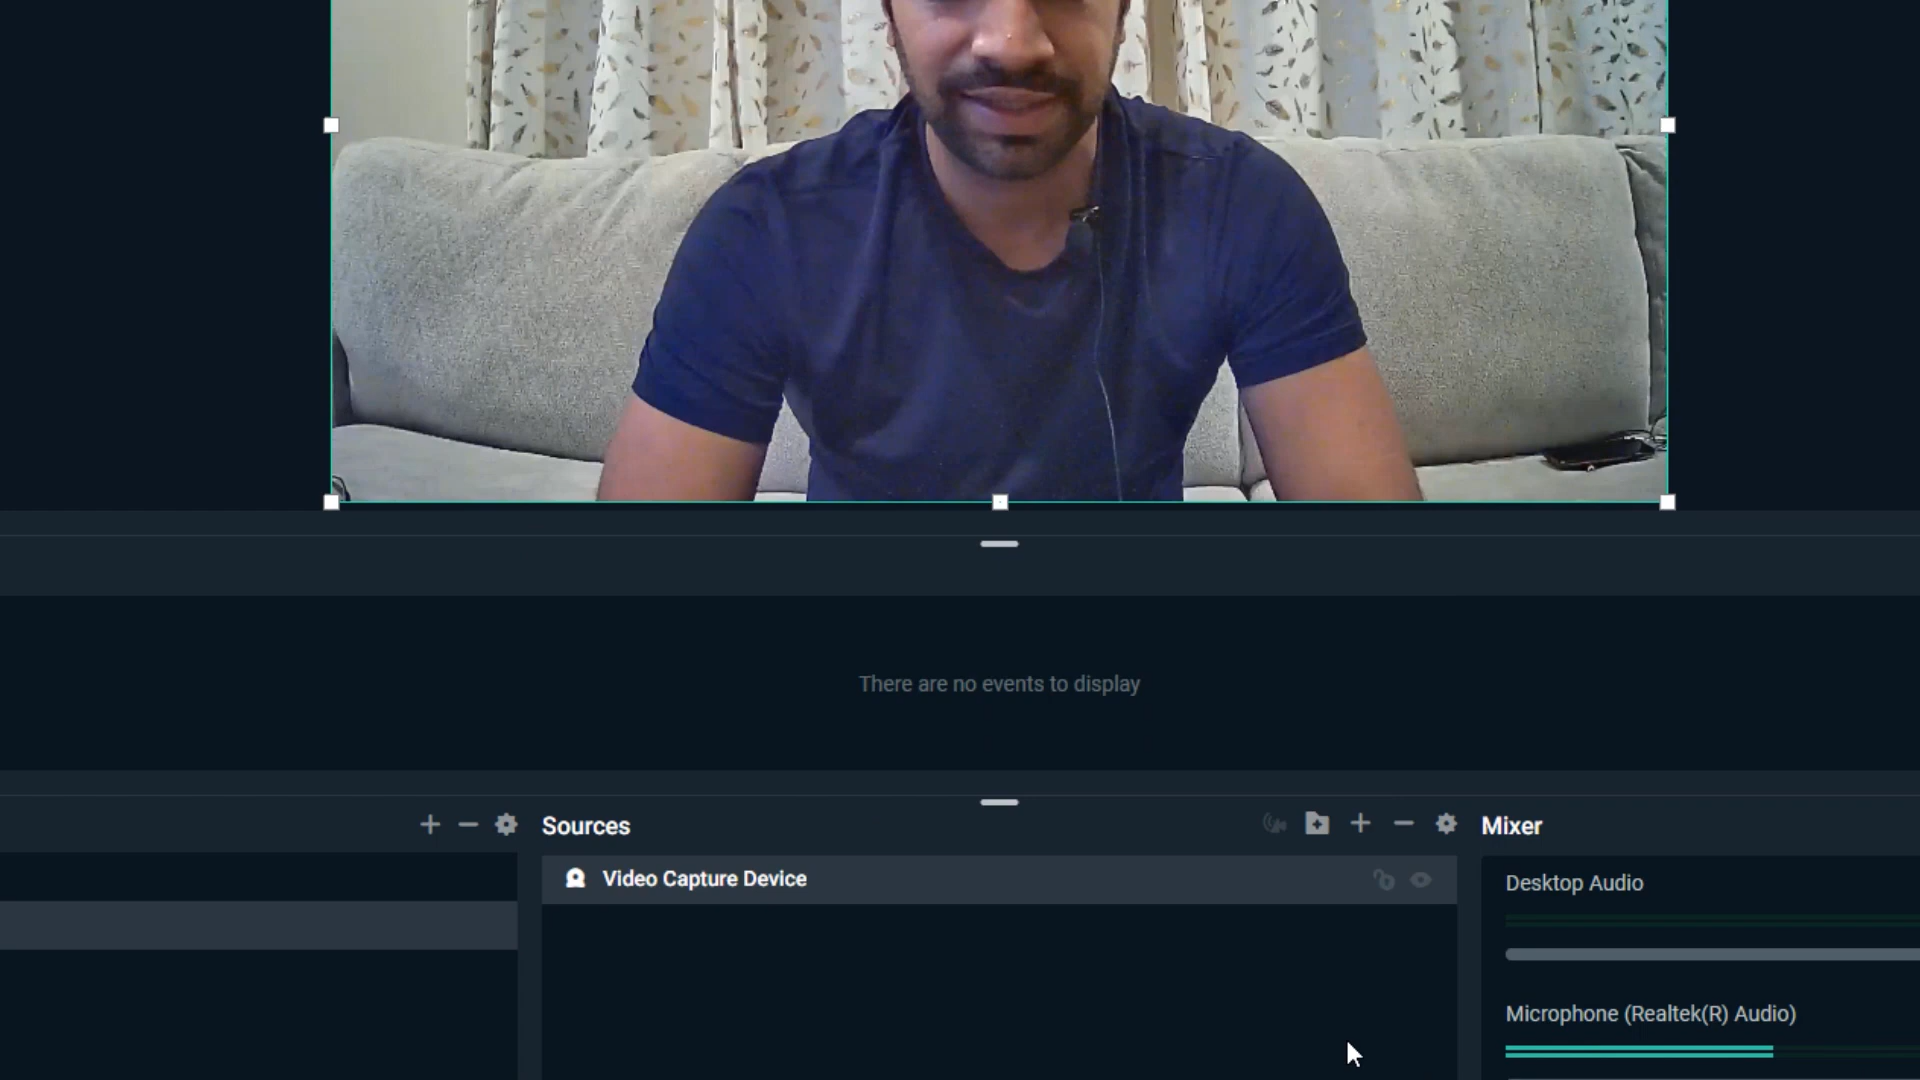 There are no events to display
Sources
Mixer
Video Capture Device
Desktop Audio
Microphone (Realtek(R) Audio)